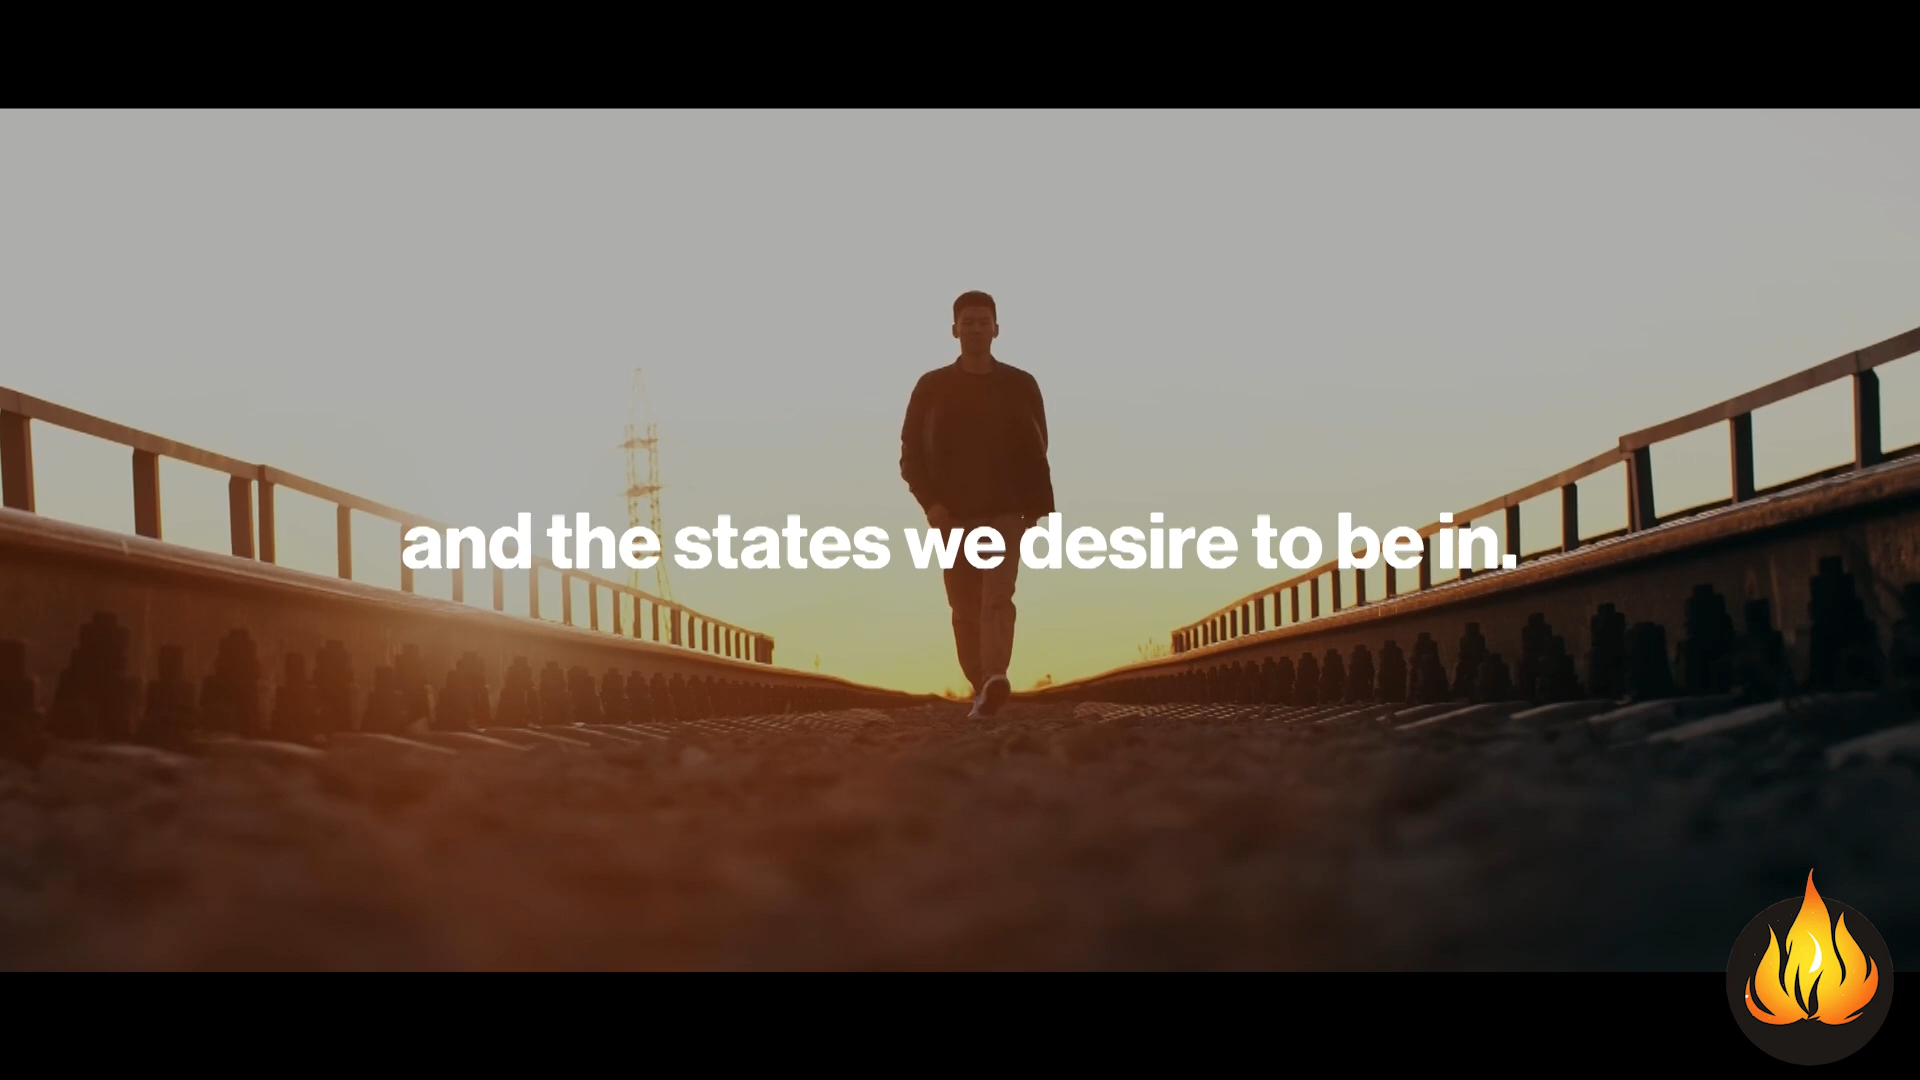 and the states we desire to be in.